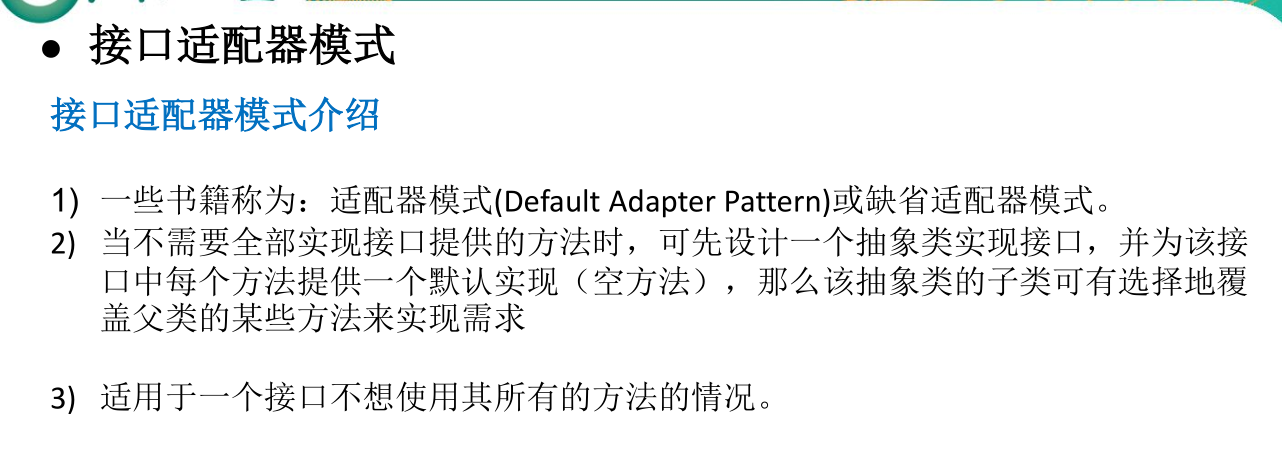 ● 接口适配器模式
接口适配器模式介绍
1) 一些书籍称为：适配器模式(Default Adapter Pattern)或缺省适配器模式。
2) 当不需要全部实现接口提供的方法时，可先设计一个抽象类实现接口，并为该接
口中每个方法提供一个默认实现（空方法），那么该抽象类的子类可有选择地覆
盖父类的某些方法来实现需求
3) 适用于一个接口不想使用其所有的方法的情况。